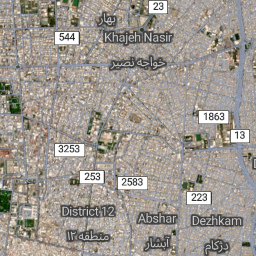 23
بهار
544
Khajeh Nasir
خواجه نصیر
1863
13
3253
253
2583
223
District 12
منطقه ۱۲
Abshar
آبشار
Dezhkam
دژکام